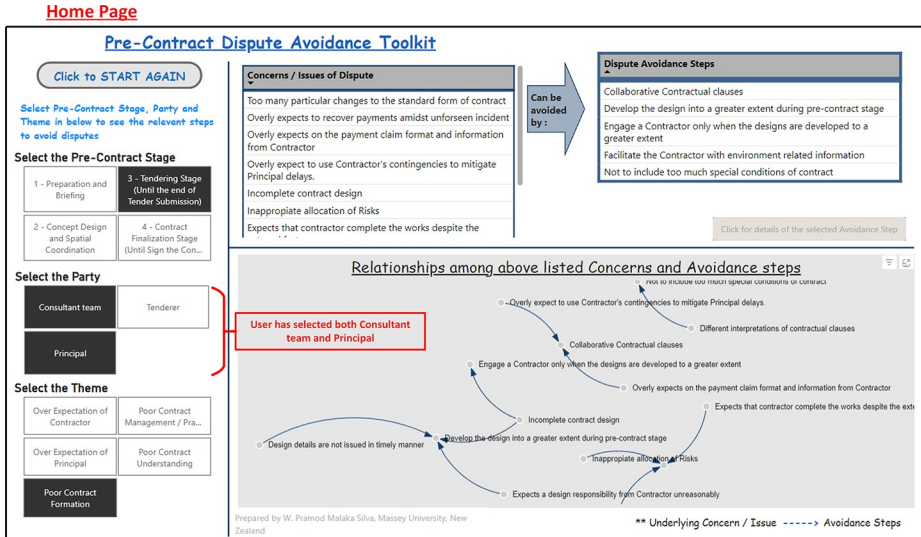 Home Page
Pre-Contract Dispute Avoidance Toolkit
Click to START AGAIN
Select Pre-Contract Stage, Party and
Theme in below to see the relevant steps
to avoid disputes
Select the Pre-Contract Stage
1 - Preparation and
Briefing
3 - Tendering Stage
(Until the end of
Tender Submission)
2 - Concept Design
and Spatial
Coordination
4 - Contract
Finalization Stage
(Until Sign the Con...
Select the Party
Consultant team
Tenderer
Principal
User has selected both Consultant
team and Principal
Select the Theme
Over Expectation of
Contractor
Poor Contract
Management / Pra...
Over Expectation of
Principal
Poor Contract
Understanding
Poor Contract
Formation
Concerns / Issues of Dispute
Too many particular changes to the standard form of contract
Overly expects to recover payments amidst unforseen incident
Overly expects on the payment claim format and information
from Contractor
Overly expect to use Contractor's contingencies to mitigate
Principal delays.
Incomplete contract design
Inappropiate allocation of Risks
Expects that contractor complete the works despite the
Can be
avoided
by :
Dispute Avoidance Steps
Collaborative Contractual clauses
Develop the design into a greater extent during pre-contract stage
Engage a Contractor only when the designs are developed to a
greater extent
Facilitate the Contractor with environment related information
Not to include too much special conditions of contract
Click for details of the selected Avoidance Step
Relationships among above listed Concerns and Avoidance steps
Not to include too much special conditions of contract
Overly expect to use Contractor's contingencies to mitigate Principal delays.
Different interpretations of contractual clauses
Collaborative Contractual clauses
Engage a Contractor only when the designs are developed to a greater extent
Overly expects on the payment claim format and information from Contractor
Expects that contractor complete the works despite the
Incomplete contract design
Develop the design into a greater extent during pre-contract stage
Design details are not issued in timely manner
Inappropiate allocation of Risks
Expects a design responsibility from Contractor unreasonably
Prepared by W. Pramod Malaka Silva, Massey University, New
Zealand
** Underlying Concern / Issue -----> Avoidance Steps